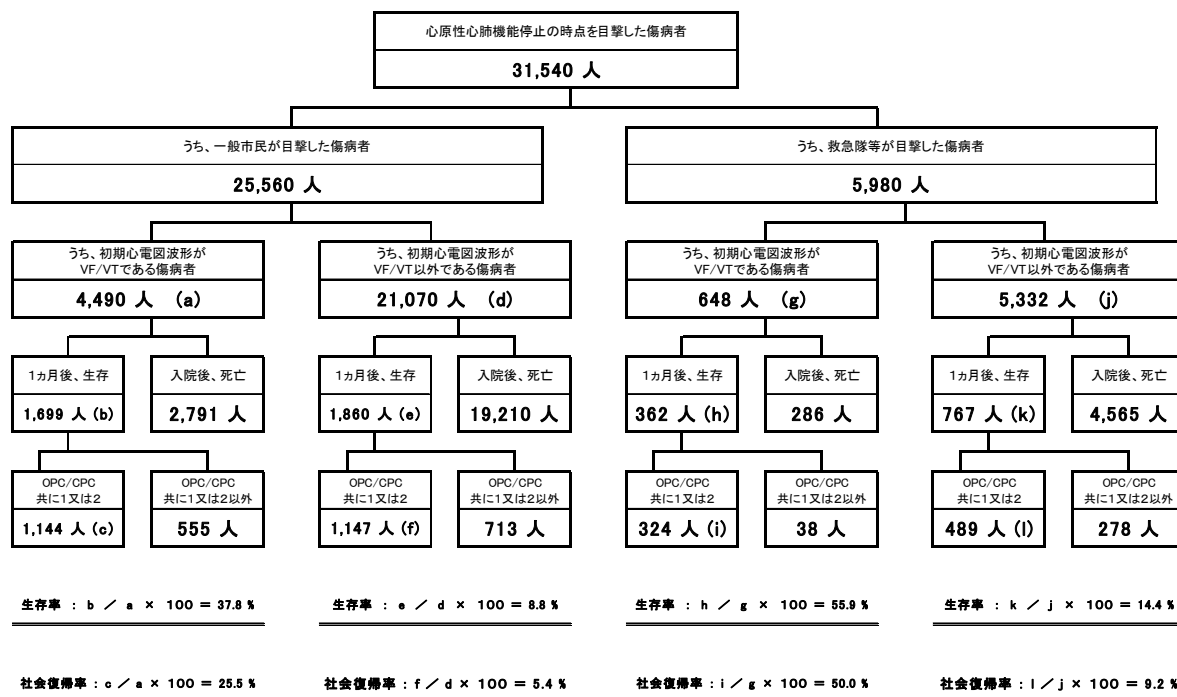 心原性心肺機能停止の時点を目撃した傷病者
31,540 人
うち、一般市民が目撃した傷病者
25,560 人
うち、救急隊等が目撃した傷病者
5,980 人
うち、初期心電図波形が
VF/VTである傷病者
4,490 人 (a)
うち、初期心電図波形が
VF/VT以外である傷病者
21,070 人 (d)
うち、初期心電図波形が
VF/VTである傷病者
648 人 (g)
うち、初期心電図波形が
VF/VT以外である傷病者
5,332 人 (j)
1ヵ月後、生存
1,699 人 (b)
入院後、死亡
2,791 人
1ヵ月後、生存
1,860 人 (e)
入院後、死亡
19,210 人
1ヵ月後、生存
362 人 (h)
入院後、死亡
286 人
1ヵ月後、生存
767 人 (k)
入院後、死亡
4,565 人
OPC/CPC
共に1又は2
1,144 人 (c)
OPC/CPC
共に1又は2以外
555 人
OPC/CPC
共に1又は2
1,147 人 (f)
OPC/CPC
共に1又は2以外
713 人
OPC/CPC
共に1又は2
324 人 (i)
OPC/CPC
共に1又は2以外
38 人
OPC/CPC
共に1又は2
489 人 (l)
OPC/CPC
共に1又は2以外
278 人
生存率 : b / a × 100 = 37.8 %
生存率 : e / d × 100 = 8.8 %
生存率 : h / g × 100 = 55.9 %
生存率 : k / j × 100 = 14.4 %
社会復帰率 : c / a × 100 = 25.5 %
社会復帰率 : f / d × 100 = 5.4 %
社会復帰率 : i / g × 100 = 50.0 %
社会復帰率 : l / j × 100 = 9.2 %